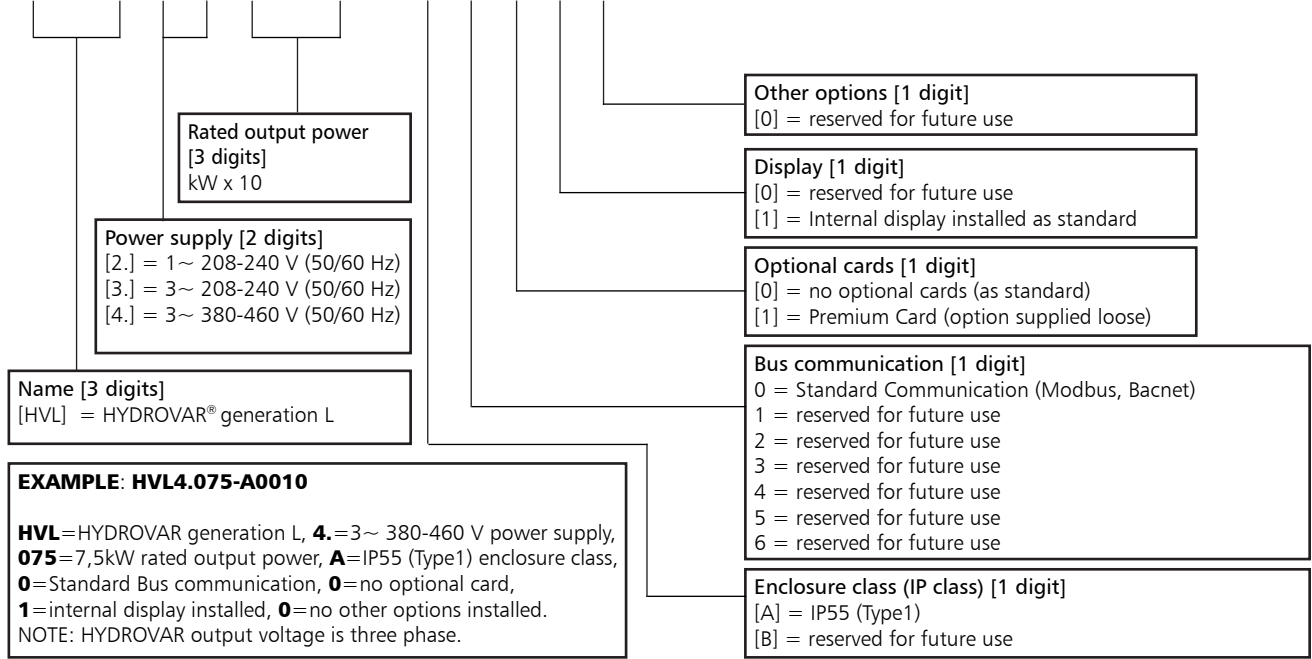 Other options [1 digit]
[0] = reserved for future use
Rated output power
[3 digits]
kW x 10
Display [1 digit]
[0] = reserved for future use
[1] = Internal display installed as standard
Power supply [2 digits]
[2.] = 1~ 208-240 V (50/60 Hz)
[3.] = 3~ 208-240 V (50/60 Hz)
[4.] = 3~ 380-460 V (50/60 Hz)
Optional cards [1 digit]
[0] = no optional cards (as standard)
[1] = Premium Card (option supplied loose)
Name [3 digits]
[HVL] = HYDROVAR® generation L
Bus communication [1 digit]
0 = Standard Communication (Modbus, Bacnet)
1 = reserved for future use
2 = reserved for future use
3 = reserved for future use
4 = reserved for future use
5 = reserved for future use
6 = reserved for future use
EXAMPLE: HVL4.075-A0010
HVL=HYDROVAR generation L, 4.=3~ 380-460 V power supply,
075=7,5kW rated output power, A=IP55 (Type1) enclosure class,
0=Standard Bus communication, 0=no optional card,
1=internal display installed, 0=no other options installed.
NOTE: HYDROVAR output voltage is three phase.
Enclosure class (IP class) [1 digit]
[A] = IP55 (Type1)
[B] = reserved for future use